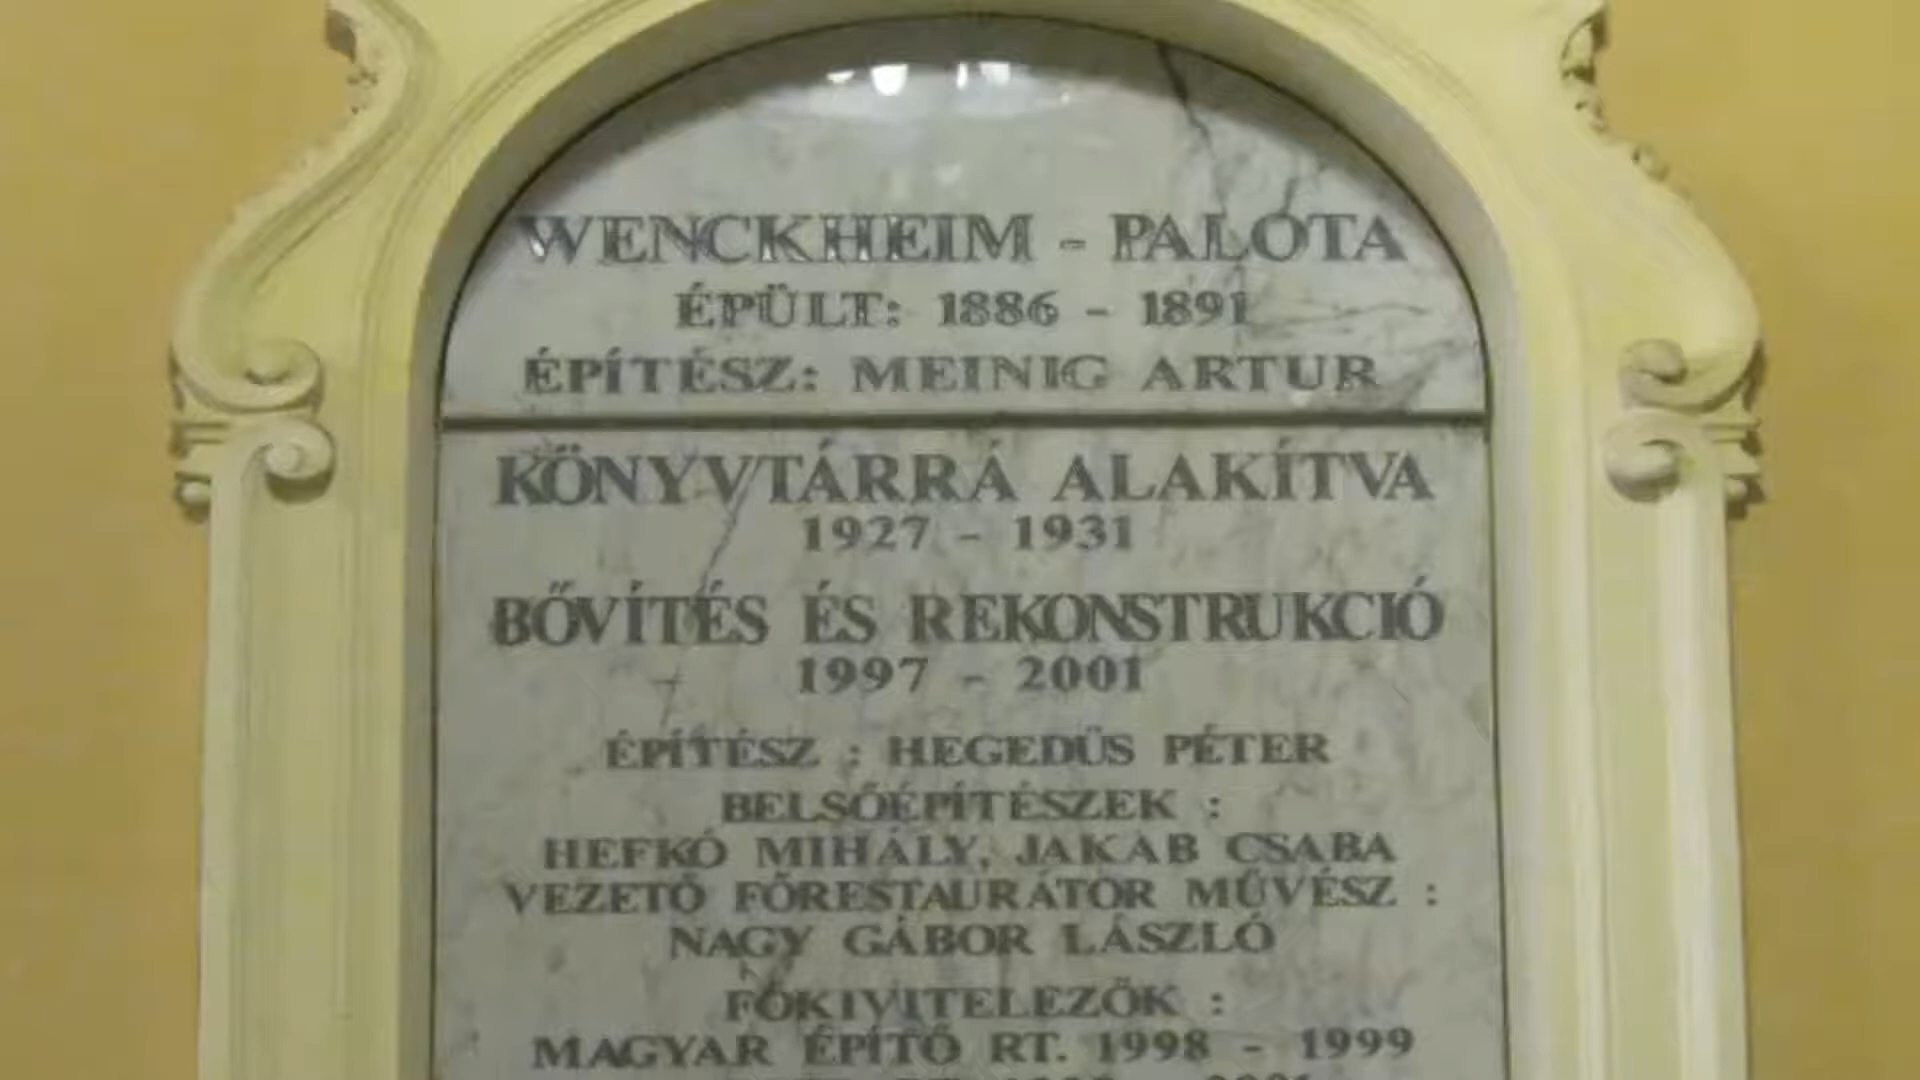 WENCKHEIM - PALOTA
ÉPÜLT: 1886 - 1891
ÉPÍTÉSZ: MEINIG ARTUR
KÖNYVTÁRRÁ ALAKÍTVA
1927 - 1931
BŐVÍTÉS ÉS REKONSTRUKCIÓ
1997 - 2001
ÉPÍTÉSZ : HEGEDŰS PÉTER
BELSŐÉPÍTÉSZEK :
HEFKÓ MIHÁLY, JAKAB CSABA
VEZETŐ FŐRESTAURÁTOR MŰVÉSZ :
NAGY GÁBOR LÁSZLÓ
FŐKIVITELEZŐK :
MAGYAR ÉPÍTŐ RT. 1998 - 1999